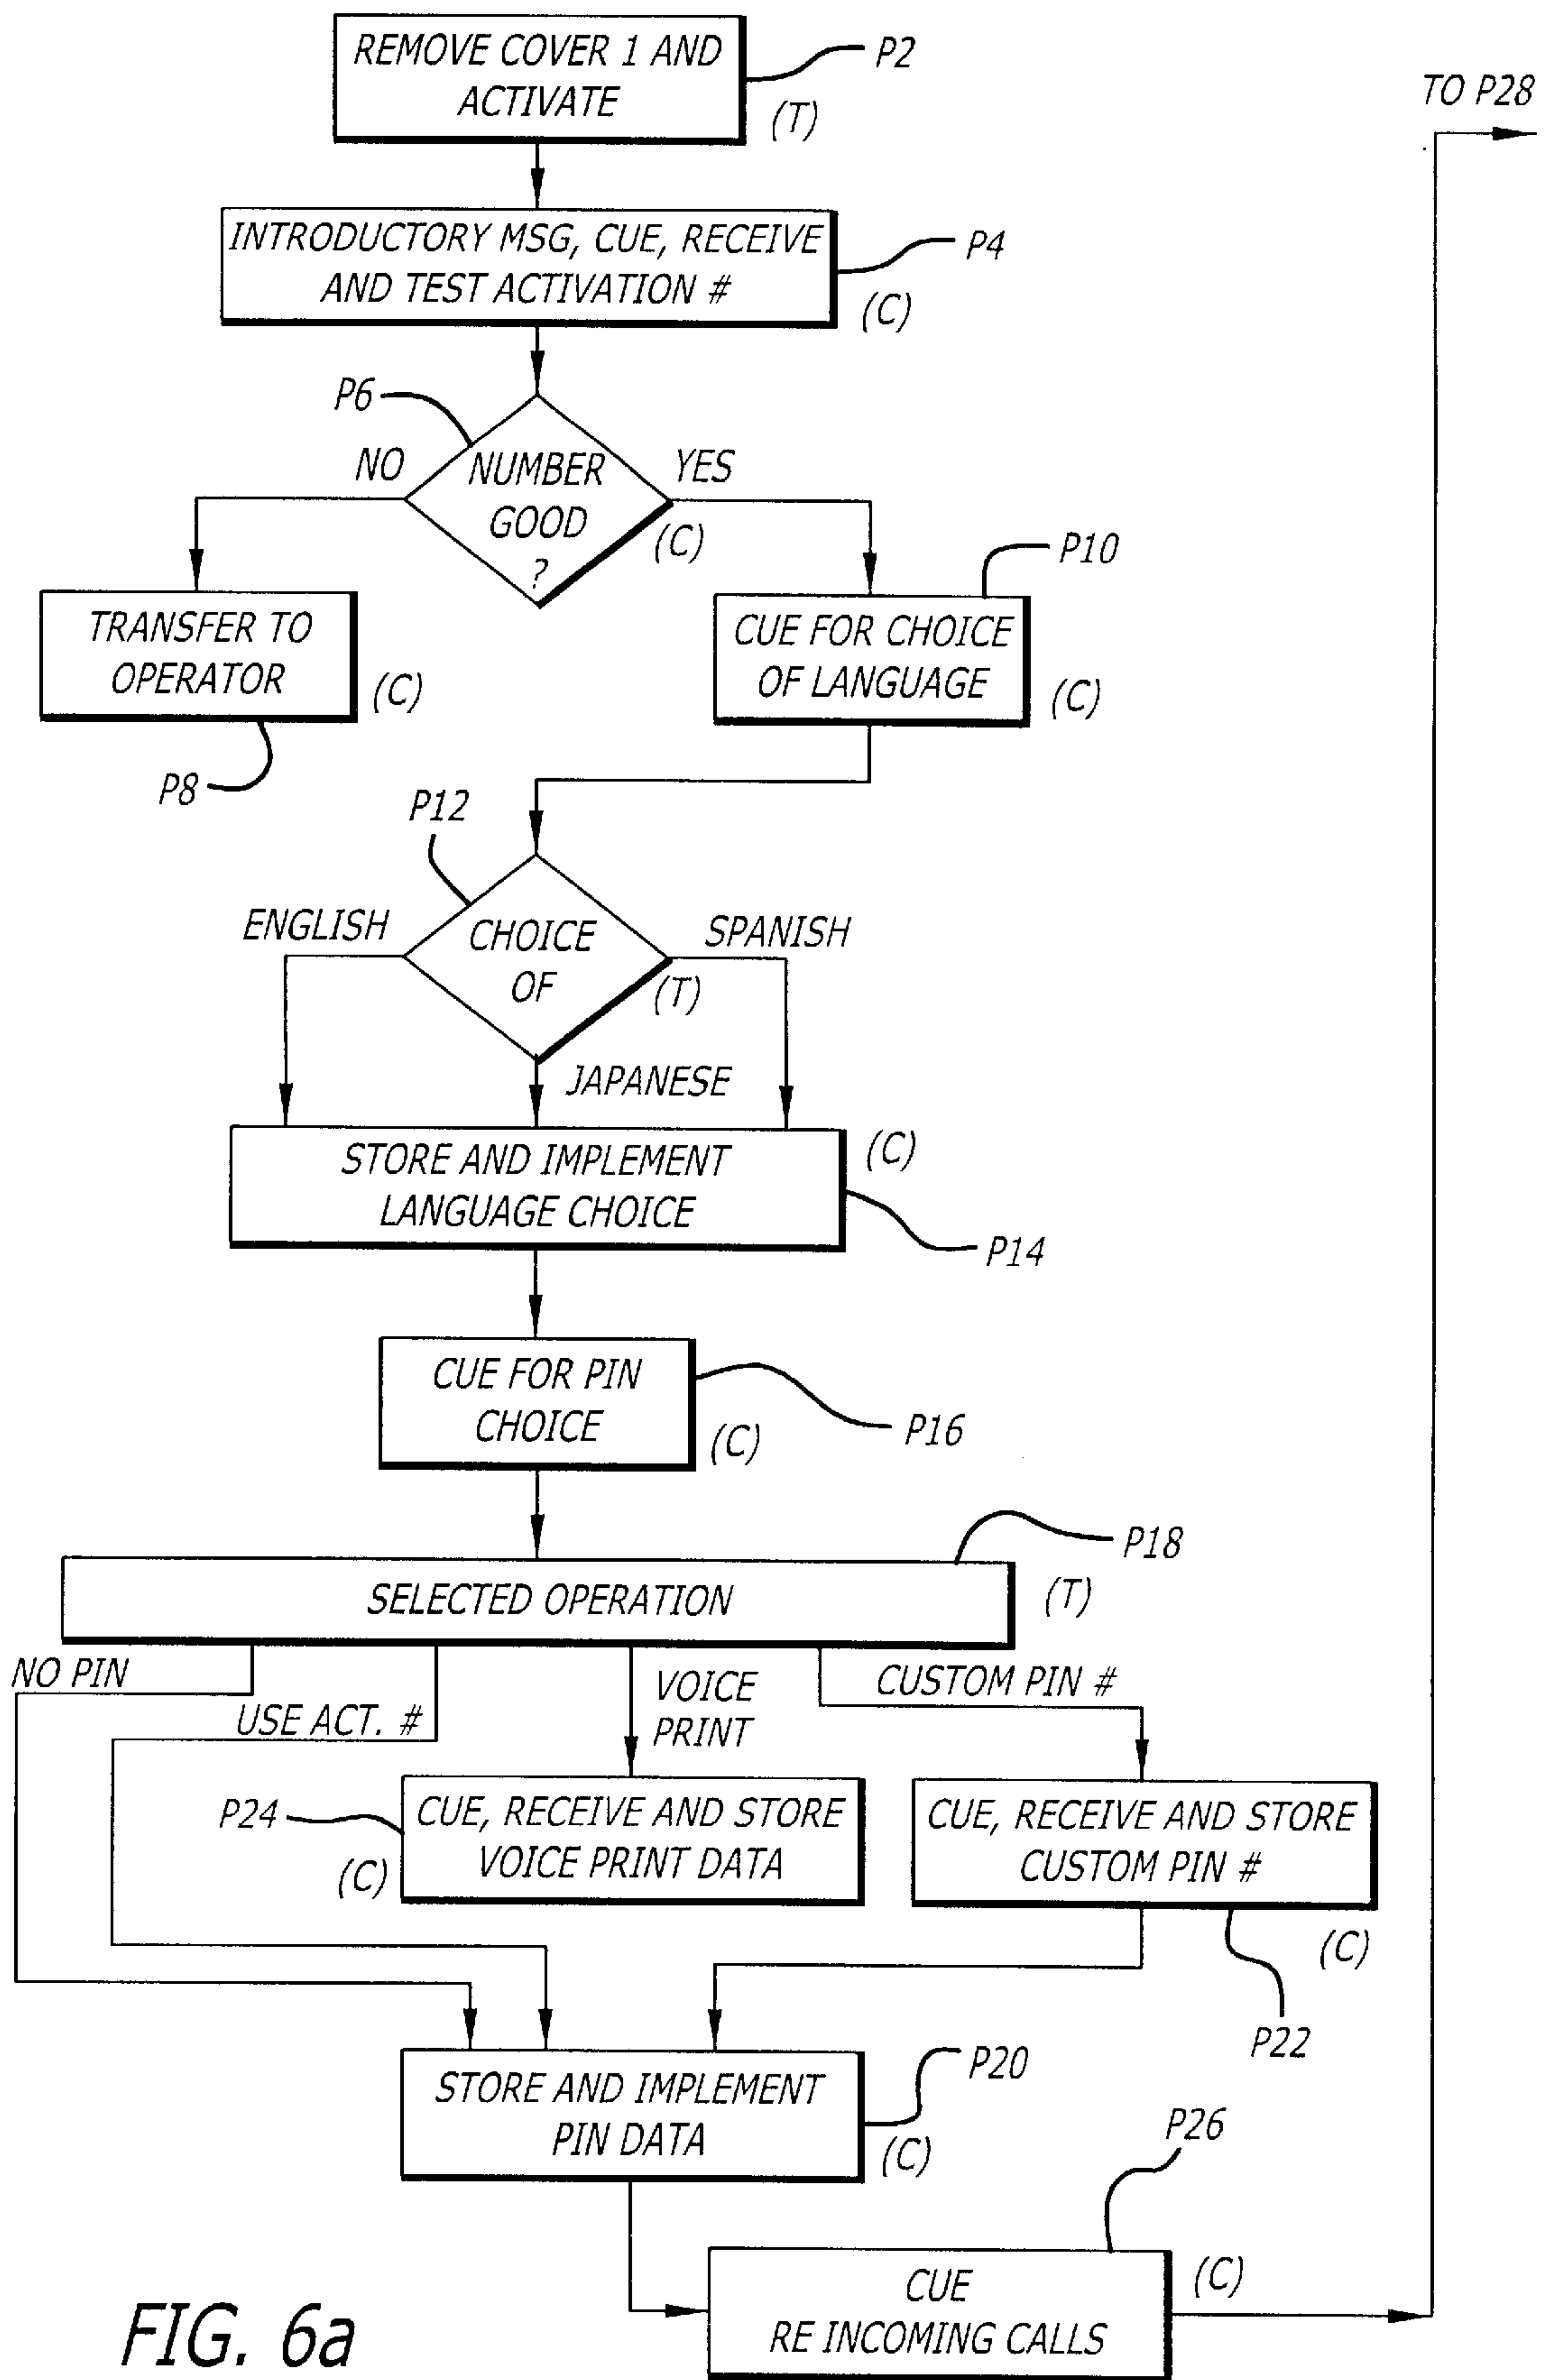 REMOVE COVER 1 AND
ACTIVATE
P2
(T)
TO P28
INTRODUCTORY MSG, CUE, RECEIVE
AND TEST ACTIVATION #
P4
(C)
P6
NO
NUMBER
GOOD
?
YES
(C)
P10
TRANSFER TO
OPERATOR
(C)
P8
CUE FOR CHOICE
OF LANGUAGE
(C)
P12
ENGLISH
CHOICE
OF
SPANISH
(T)
JAPANESE
STORE AND IMPLEMENT
LANGUAGE CHOICE
(C)
P14
CUE FOR PIN
CHOICE
(C)
P16
P18
SELECTED OPERATION
(T)
NO PIN
USE ACT. #
VOICE
PRINT
CUSTOM PIN #
P24
CUE, RECEIVE AND STORE
VOICE PRINT DATA
(C)
CUE, RECEIVE AND STORE
CUSTOM PIN #
(C)
P22
STORE AND IMPLEMENT
PIN DATA
P20
(C)
P26
CUE
RE INCOMING CALLS
(C)
FIG. 6a